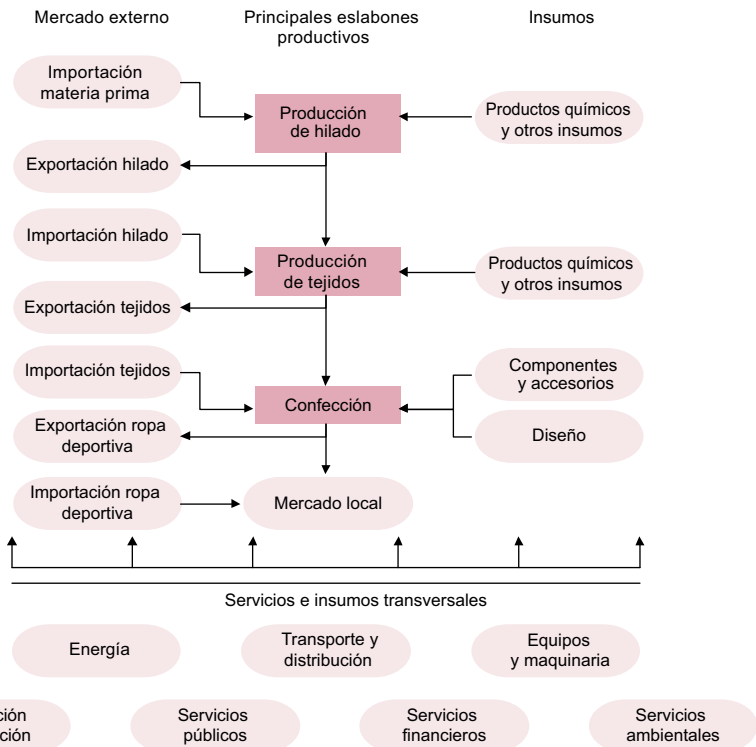 Mercado externo
Principales eslabones
productivos
Insumos
Importación
materia prima
Producción
de hilado
Productos químicos
y otros insumos
Exportación hilado
Importación hilado
Producción
de tejidos
Productos químicos
y otros insumos
Exportación tejidos
Importación tejidos
Componentes
y accesorios
Confección
Exportación ropa
deportiva
Diseño
Importación ropa
deportiva
Mercado local
Servicios e insumos transversales
Energía
Transporte y
distribución
Equipos
y maquinaria
Servicios
públicos
Servicios
financieros
Servicios
ambientales